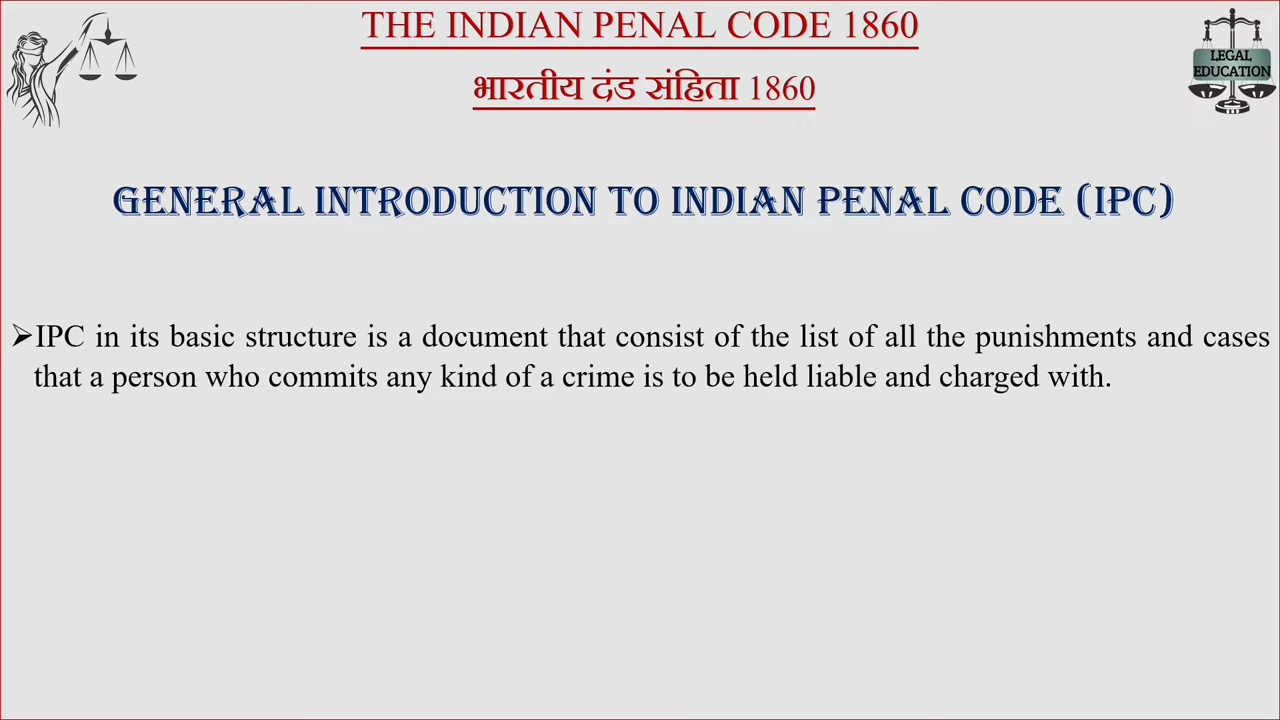 THE INDIAN PENAL CODE 1860
भारतीय दंड संहिता 1860
LEGAL
EDUCATION
GENERAL INTRODUCTION TO INDIAN PENAL CODE (IPC)
➢IPC in its basic structure is a document that consist of the list of all the punishments and cases
that a person who commits any kind of a crime is to be held liable and charged with.